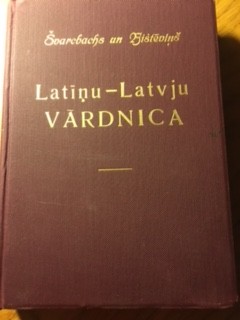 Švarcbachs un
Latīņu–Latvju
VĀRDNICA